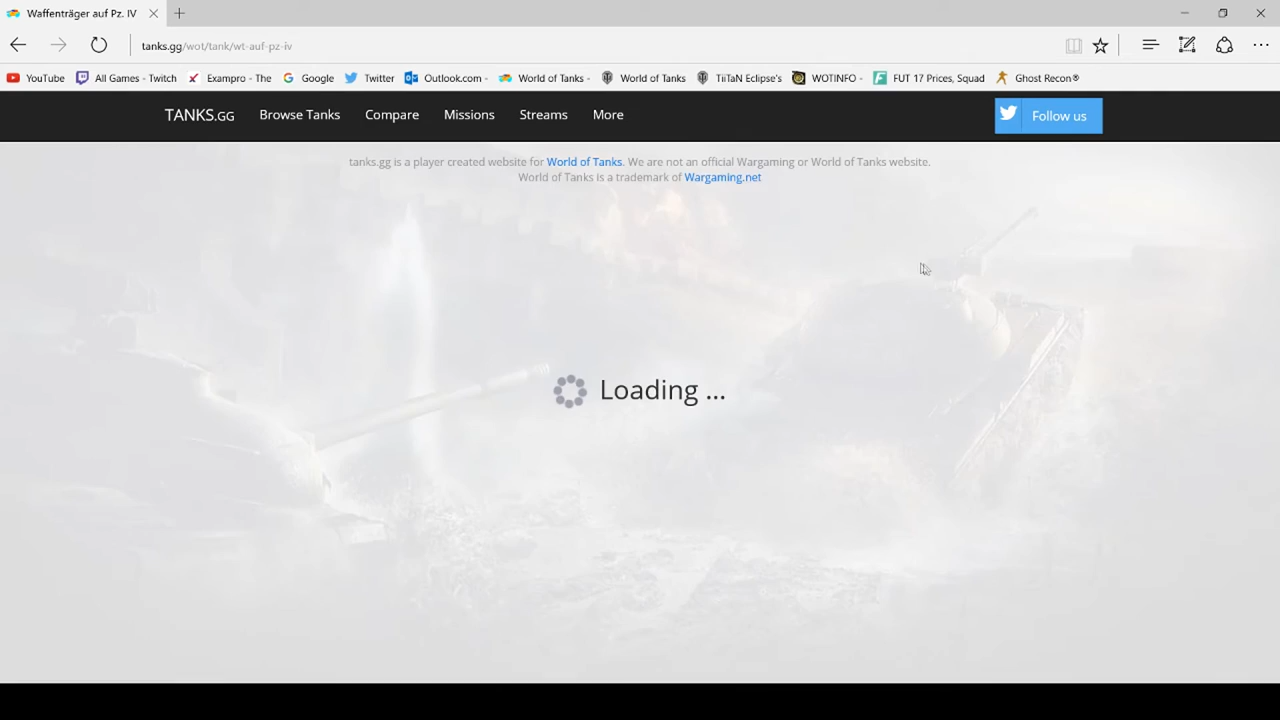 Waffenträger auf Pz. IV
tanks.gg/wot/tank/wt-auf-pz-iv
YouTube All Games - Twitch Exampro - The Google Twitter Outlook.com - World of Tanks - World of Tanks TiiTaN Eclipse's WOTINFO - FUT 17 Prices, Squad Ghost Recon®
TANKS.GG Browse Tanks Compare Missions Streams More Follow us
tanks.gg is a player created website for World of Tanks. We are not an official Wargaming or World of Tanks website.
World of Tanks is a trademark of Wargaming.net
Loading ...